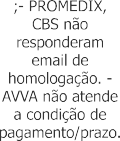 ;- PROMEDIX,
CBS não
responderam
email de
homologação. -
AVVA não atende
a condição de
pagamento/prazo.